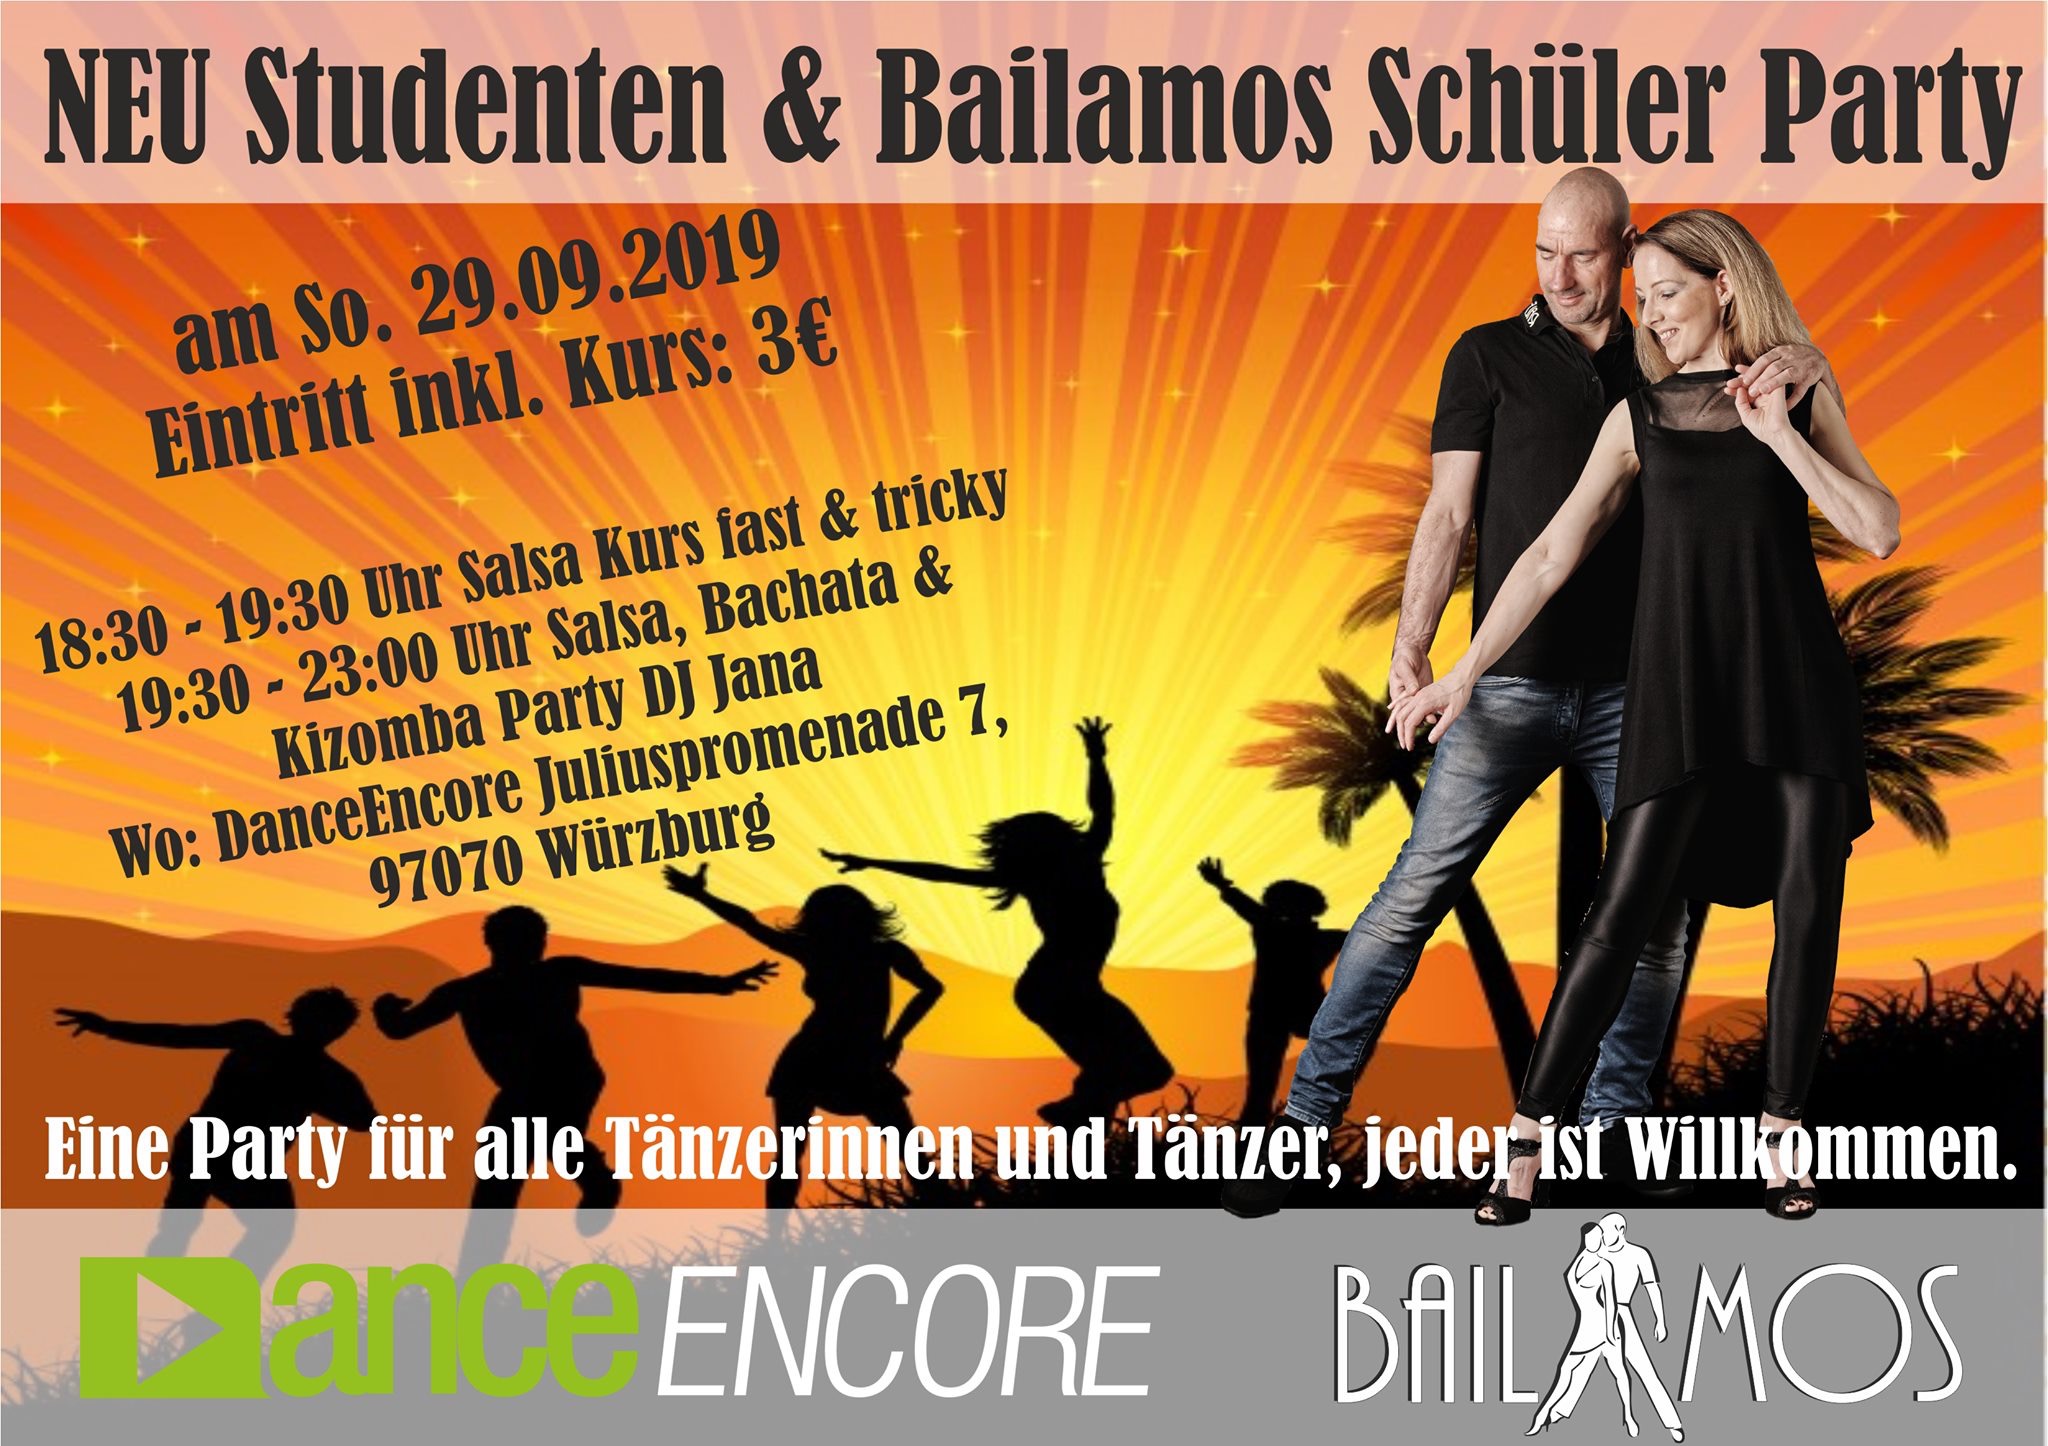 NEU Studenten & Bailamos Schüler Party
am So. 29.09.2019
Eintritt inkl. Kurs: 3€
18:30 - 19:30 Uhr Salsa Kurs fast & tricky
19:30 - 23:00 Uhr Salsa, Bachata &
Kizomba Party DJ Jana
Wo: DanceEncore Juliuspromenade 7,
97070 Würzburg
Eine Party für alle Tänzerinnen und Tänzer, jeder ist Willkommen.
Dance ENCORE
BAILAMOS